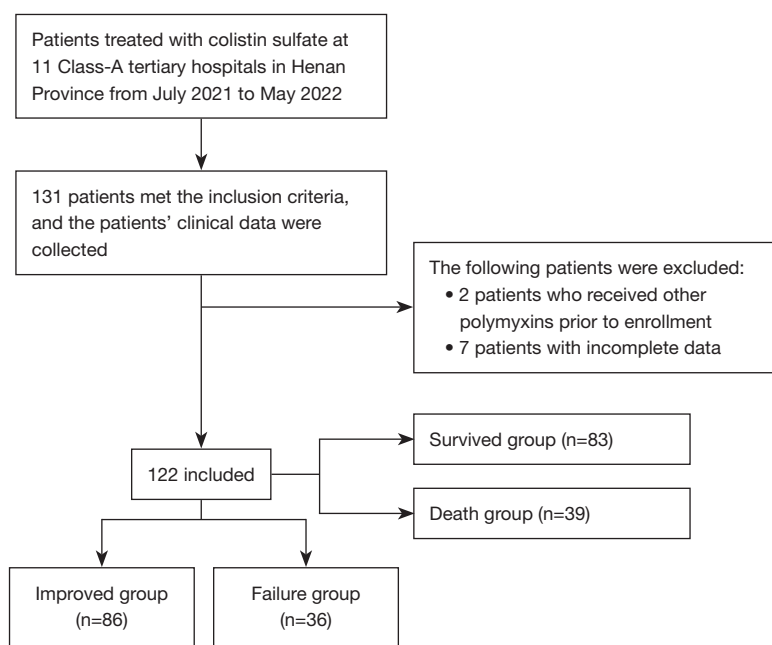 Patients treated with colistin sulfate at
11 Class-A tertiary hospitals in Henan
Province from July 2021 to May 2022
131 patients met the inclusion criteria,
and the patients’ clinical data were
collected
The following patients were excluded:
• 2 patients who received other
polymyxins prior to enrollment
• 7 patients with incomplete data
Survived group (n=83)
122 included
Death group (n=39)
Improved group
(n=86)
Failure group
(n=36)